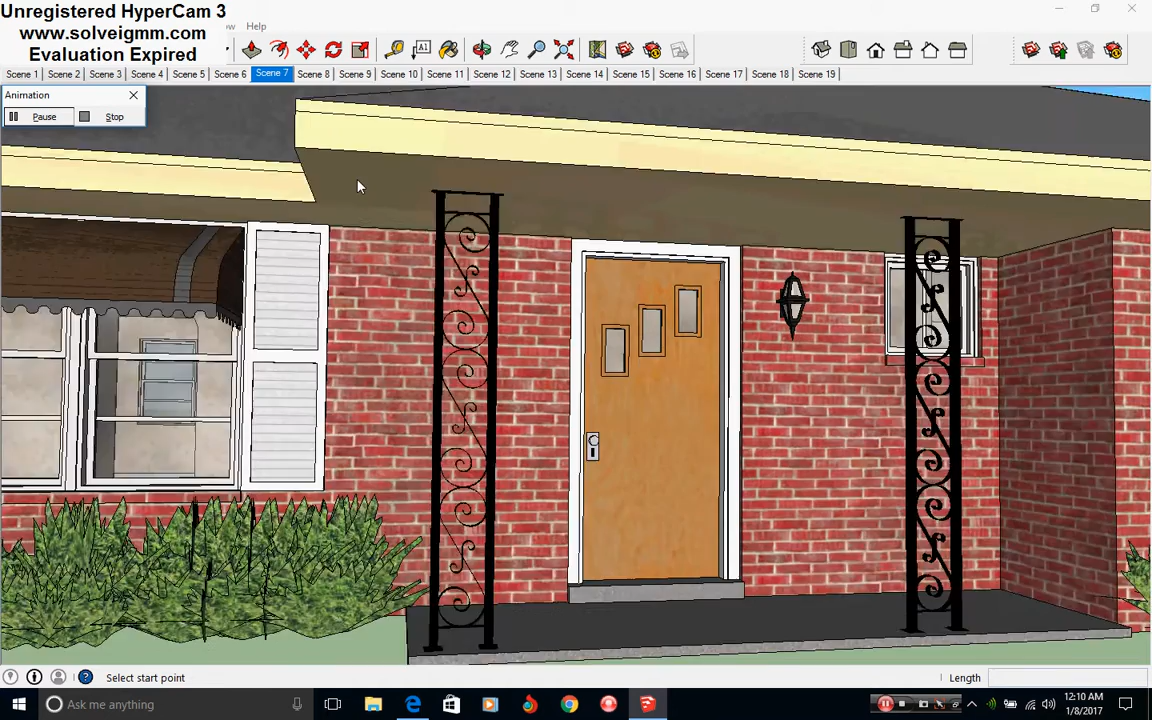 Unregistered HyperCam 3
www.solveigmm.com
Evaluation Expired
Help
A1
Scene 1 Scene 2 Scene 3 Scene 4 Scene 5 Scene 6 Scene 7 Scene 8 Scene 9 Scene 10 Scene 11 Scene 12 Scene 13 Scene 14 Scene 15 Scene 16 Scene 17 Scene 18 Scene 19
Animation
Pause Stop
Select start point
Length
Ask me anything
12:10 AM
1/8/2017